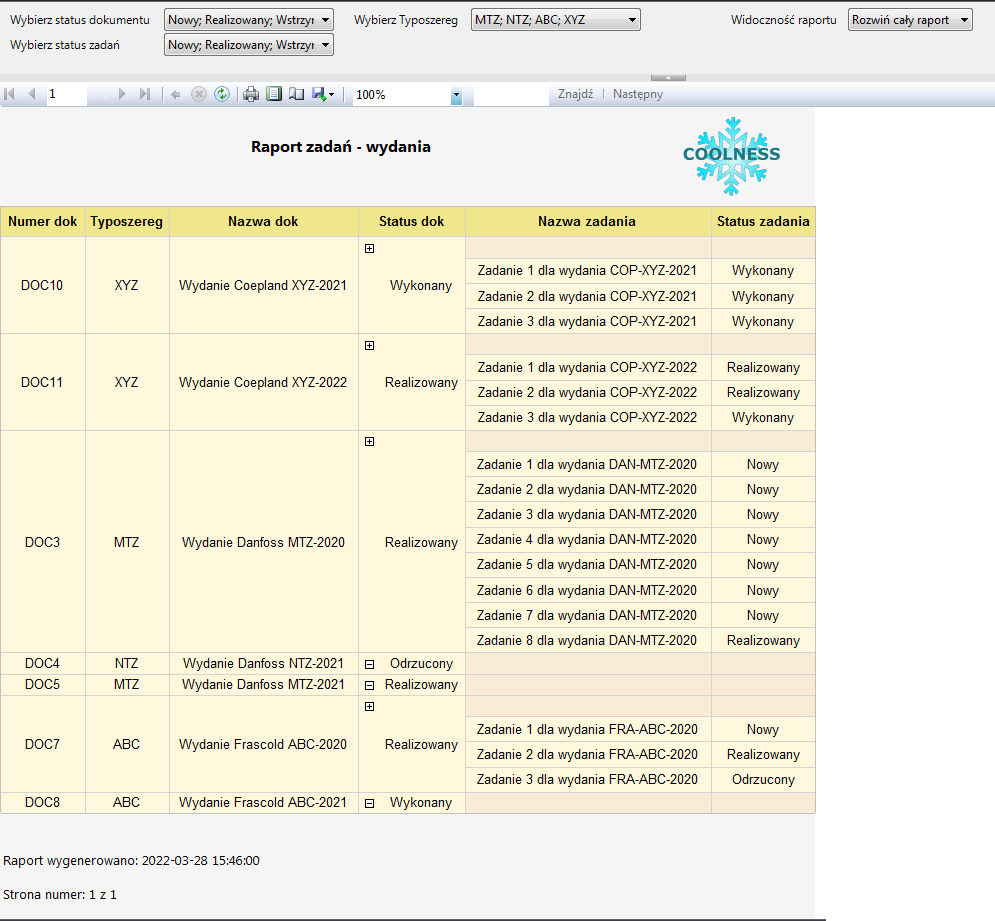 Wybierz status dokumentu Nowy; Realizowany; Wstrzyr Wybierz Typoszereg MTZ; NTZ; ABC; XYZ Widoczność raportu Rozwiń cały raport
Wybierz status zadań Nowy; Realizowany; Wstrzyr
1 100% Znajdź | Następny
Raport zadań - wydania
COOLNESS
Numer dok Typoszereg Nazwa dok Status dok Nazwa zadania Status zadania
DOC10 XYZ Wydanie Coepland XYZ-2021 Wykonany
Zadanie 1 dla wydania COP-XYZ-2021 Wykonany
Zadanie 2 dla wydania COP-XYZ-2021 Wykonany
Zadanie 3 dla wydania COP-XYZ-2021 Wykonany
DOC11 XYZ Wydanie Coepland XYZ-2022 Realizowany
Zadanie 1 dla wydania COP-XYZ-2022 Realizowany
Zadanie 2 dla wydania COP-XYZ-2022 Realizowany
Zadanie 3 dla wydania COP-XYZ-2022 Wykonany
DOC3 MTZ Wydanie Danfoss MTZ-2020 Realizowany
Zadanie 1 dla wydania DAN-MTZ-2020 Nowy
Zadanie 2 dla wydania DAN-MTZ-2020 Nowy
Zadanie 3 dla wydania DAN-MTZ-2020 Nowy
Zadanie 4 dla wydania DAN-MTZ-2020 Nowy
Zadanie 5 dla wydania DAN-MTZ-2020 Nowy
Zadanie 6 dla wydania DAN-MTZ-2020 Nowy
Zadanie 7 dla wydania DAN-MTZ-2020 Nowy
Zadanie 8 dla wydania DAN-MTZ-2020 Realizowany
DOC4 NTZ Wydanie Danfoss NTZ-2021 Odrzucony
DOC5 MTZ Wydanie Danfoss MTZ-2021 Realizowany
DOC7 ABC Wydanie Frascold ABC-2020 Realizowany
Zadanie 1 dla wydania FRA-ABC-2020 Nowy
Zadanie 2 dla wydania FRA-ABC-2020 Realizowany
Zadanie 3 dla wydania FRA-ABC-2020 Odrzucony
DOC8 ABC Wydanie Frascold ABC-2021 Wykonany
Raport wygenerowano: 2022-03-28 15:46:00
Strona numer: 1 z 1